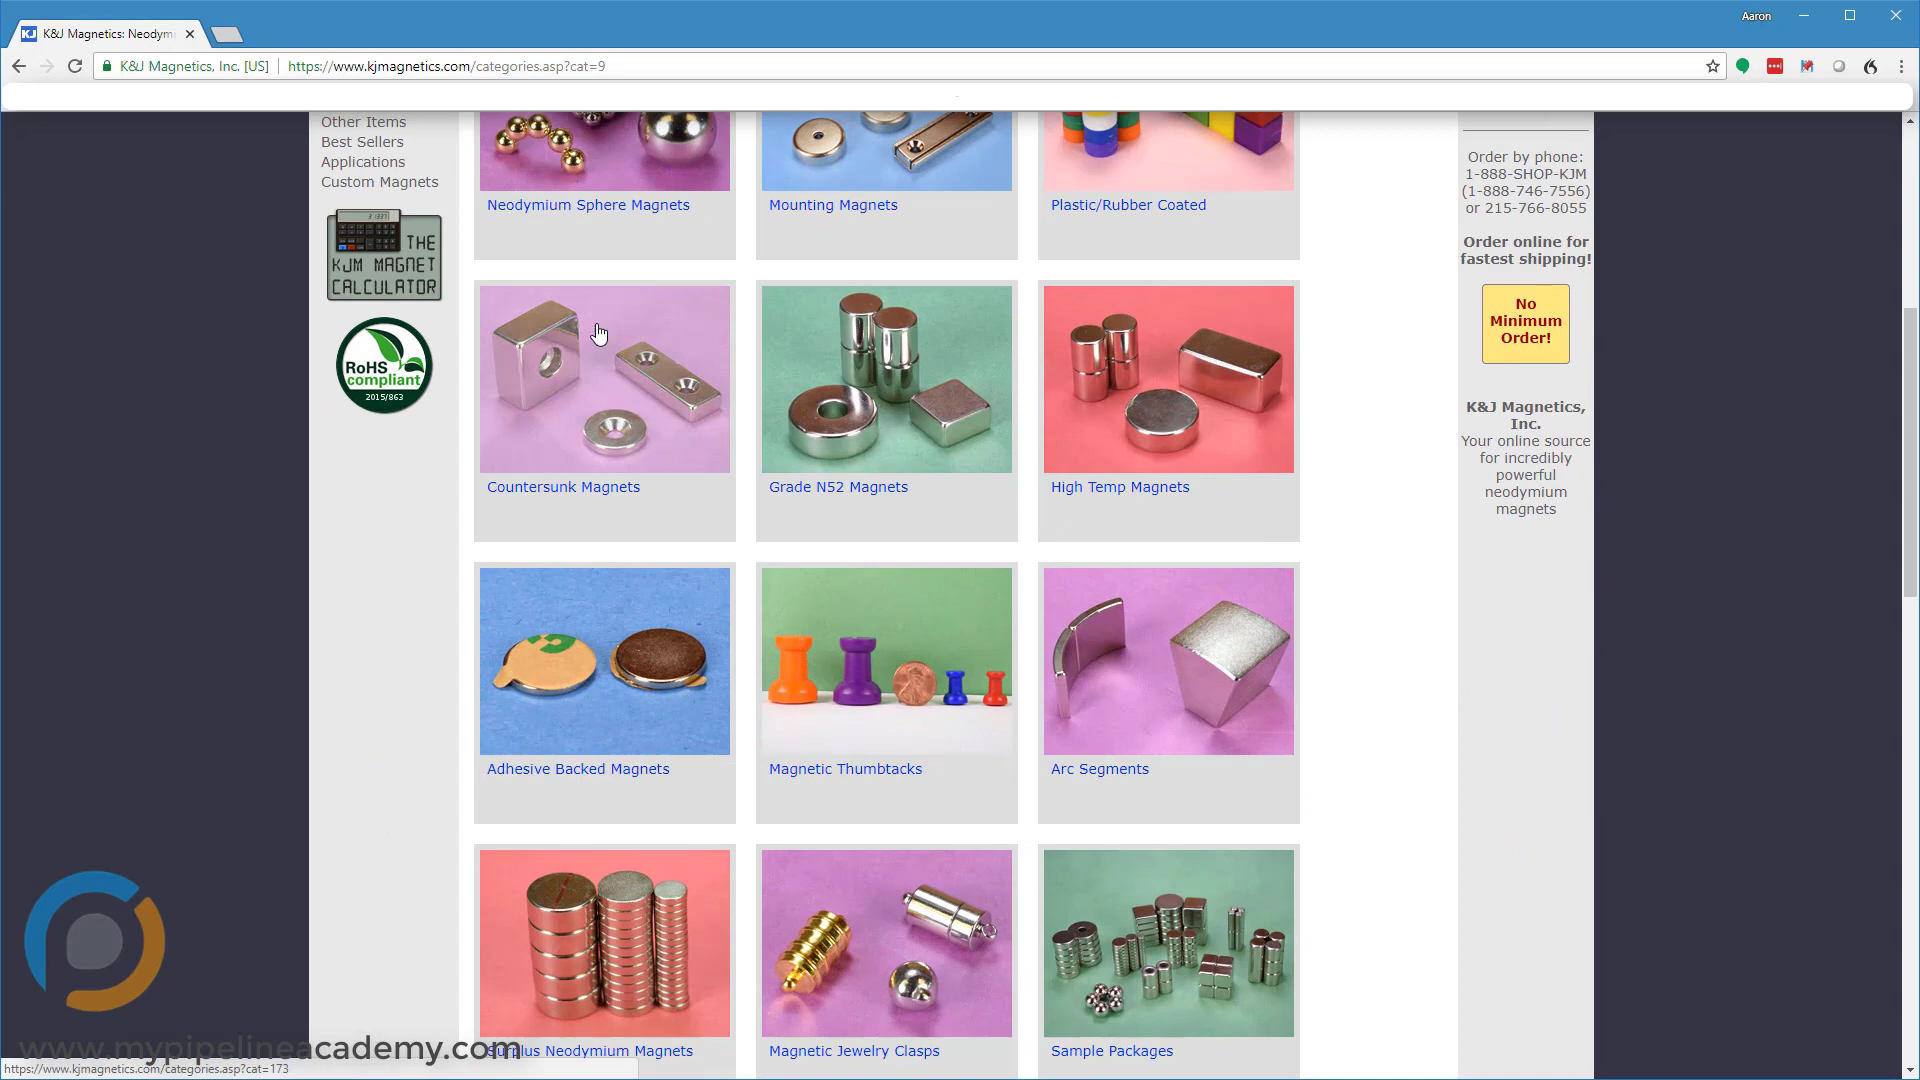 Aaron
KJ K&J Magnetics: Neodymi
K&J Magnetics, Inc. [US] https://www.kjmagnetics.com/categories.asp?cat=9
Other Items
Best Sellers
Applications
Custom Magnets
THE
KJM MAGNET
CALCULATOR
RoHS
compliant
2015/863
Neodymium Sphere Magnets
Mounting Magnets
Plastic/Rubber Coated
Countersunk Magnets
Grade N52 Magnets
High Temp Magnets
Adhesive Backed Magnets
Magnetic Thumbtacks
Arc Segments
Surplus Neodymium Magnets
Magnetic Jewelry Clasps
Sample Packages
Order by phone:
1-888-SHOP-KJM
(1-888-746-7556)
or 215-766-8055
Order online for
fastest shipping!
No
Minimum
Order!
K&J Magnetics,
Inc.
Your online source
for incredibly
powerful
neodymium
magnets
www.mypipelineacademy.com
https://www.kjmagnetics.com/categories.asp?cat=173